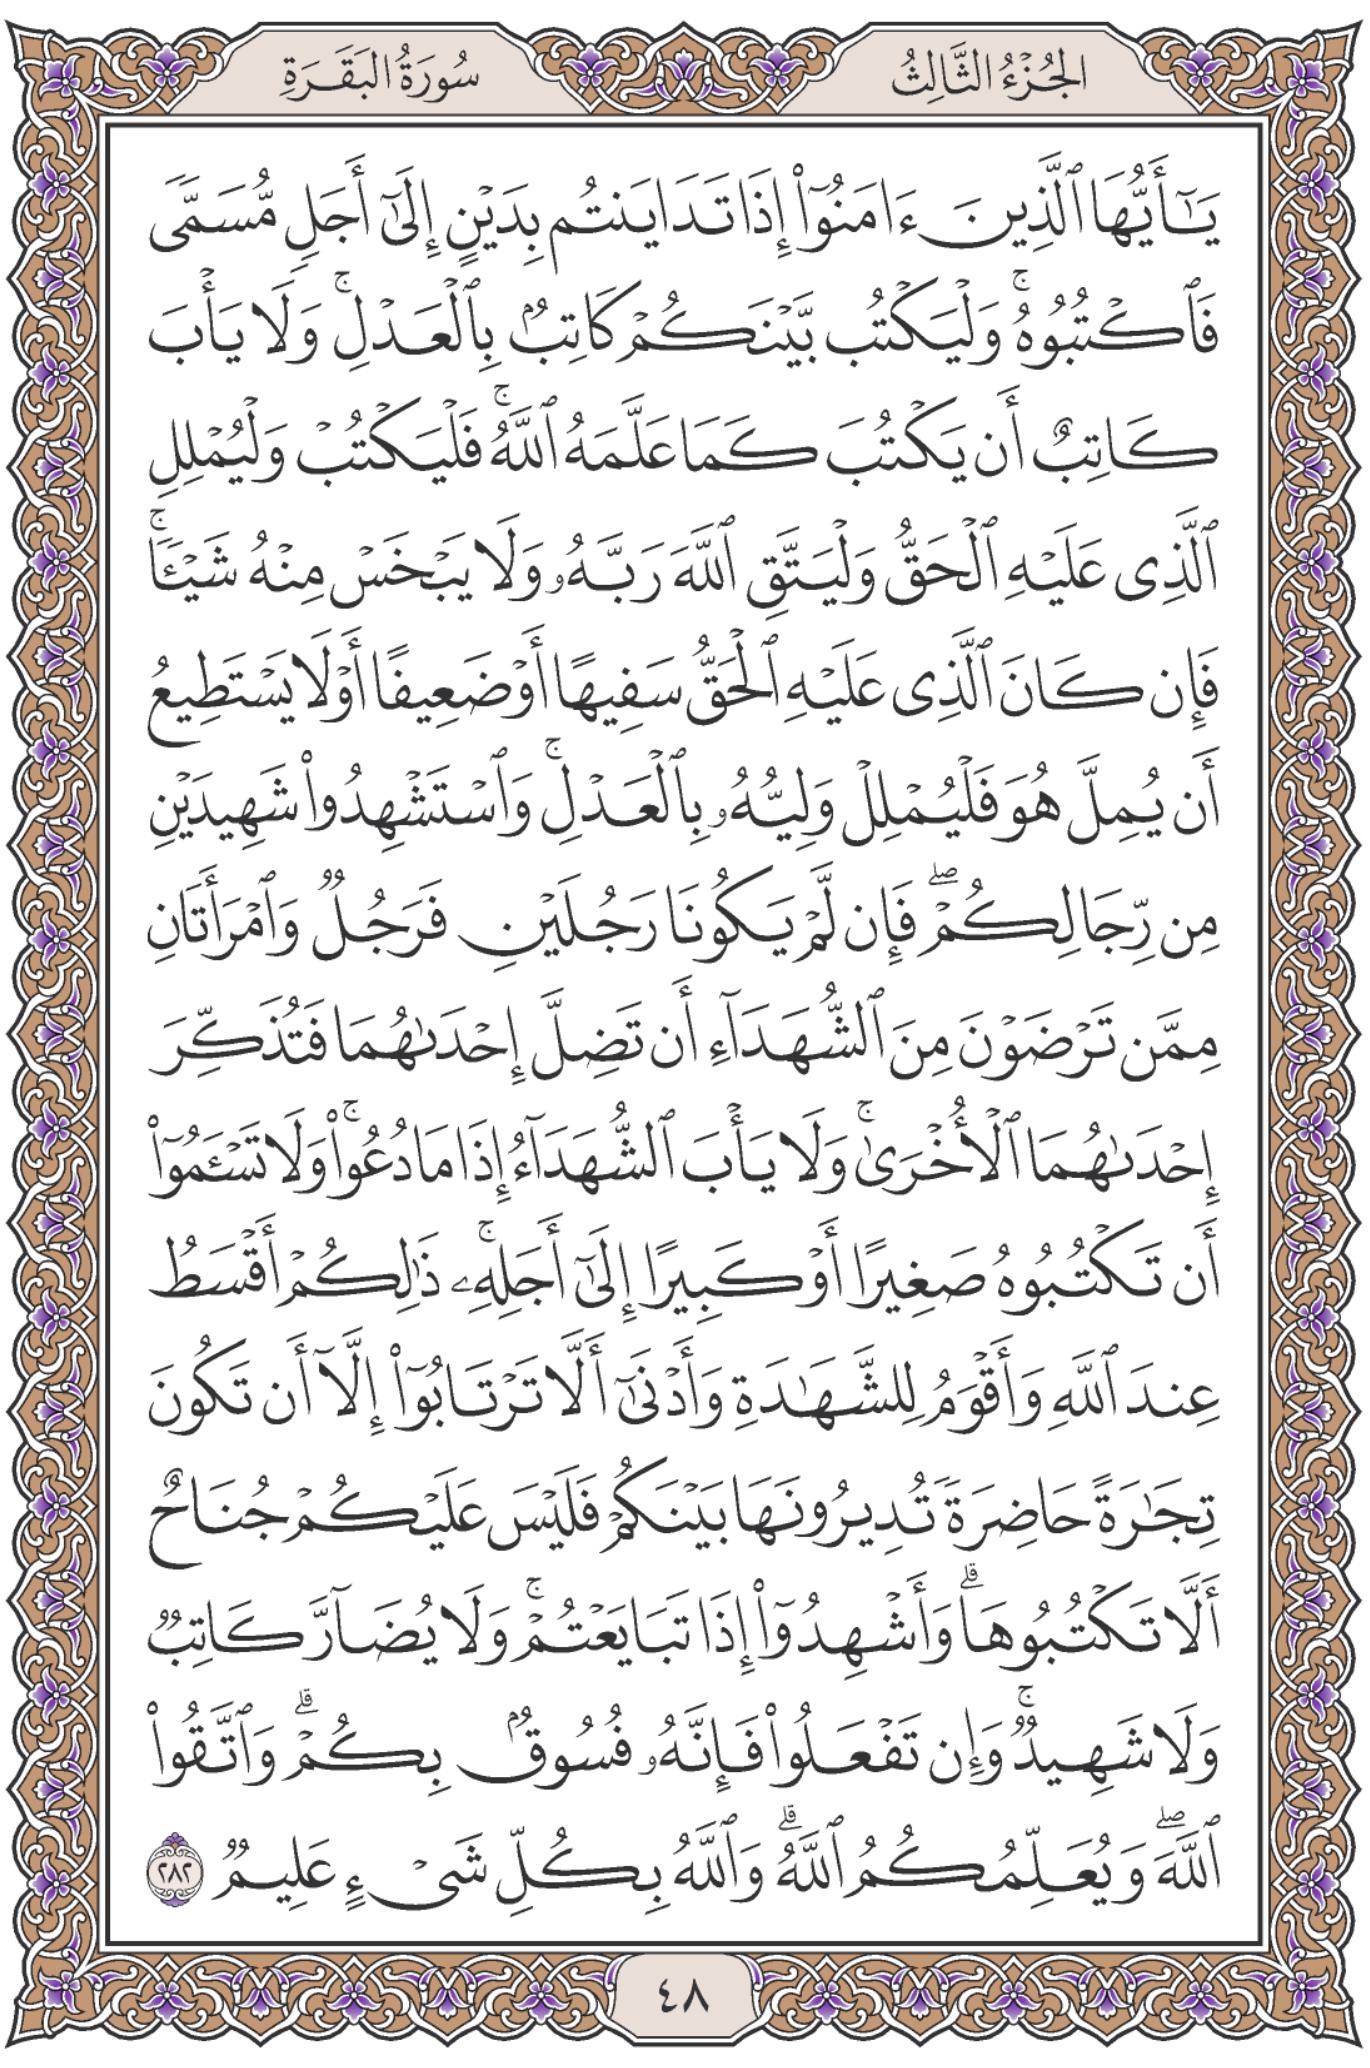 الجُزْءُ الثَّالِثُ
سُورَةُ البَقَرَةِ
يَٰٓأَيُّهَا ٱلَّذِينَ ءَامَنُوٓا۟ إِذَا تَدَايَنتُم بِدَيْنٍ إِلَىٰٓ أَجَلٍ مُّسَمًّى
فَٱكْتُبُوهُ ۚ وَلْيَكْتُب بَّيْنَكُمْ كَاتِبٌۢ بِٱلْعَدْلِ ۚ وَلَا يَأْبَ
كَاتِبٌ أَن يَكْتُبَ كَمَا عَلَّمَهُ ٱللَّهُ ۚ فَلْيَكْتُبْ وَلْيُمْلِلِ
ٱلَّذِى عَلَيْهِ ٱلْحَقُّ وَلْيَتَّقِ ٱللَّهَ رَبَّهُۥ وَلَا يَبْخَسْ مِنْهُ شَيْـًٔا ۚ
فَإِن كَانَ ٱلَّذِى عَلَيْهِ ٱلْحَقُّ سَفِيهًا أَوْ ضَعِيفًا أَوْ لَا يَسْتَطِيعُ
أَن يُمِلَّ هُوَ فَلْيُمْلِلْ وَلِيُّهُۥ بِٱلْعَدْلِ ۚ وَٱسْتَشْهِدُوا۟ شَهِيدَيْنِ
مِن رِّجَالِكُمْ ۖ فَإِن لَّمْ يَكُونَا رَجُلَيْنِ فَرَجُلٌ وَٱمْرَأَتَانِ
مِمَّن تَرْضَوْنَ مِنَ ٱلشُّهَدَآءِ أَن تَضِلَّ إِحْدَىٰهُمَا فَتُذَكِّرَ
إِحْدَىٰهُمَا ٱلْأُخْرَىٰ ۚ وَلَا يَأْبَ ٱلشُّهَدَآءُ إِذَا مَا دُعُوا۟ ۚ وَلَا تَسْـَٔمُوٓا۟
أَن تَكْتُبُوهُ صَغِيرًا أَوْ كَبِيرًا إِلَىٰٓ أَجَلِهِۦ ۚ ذَٰلِكُمْ أَقْسَطُ
عِندَ ٱللَّهِ وَأَقْوَمُ لِلشَّهَٰدَةِ وَأَدْنَىٰٓ أَلَّا تَرْتَابُوٓا۟ إِلَّآ أَن تَكُونَ
تِجَٰرَةً حَاضِرَةً تُدِيرُونَهَا بَيْنَكُمْ فَلَيْسَ عَلَيْكُمْ جُنَاحٌ
أَلَّا تَكْتُبُوهَا ۗ وَأَشْهِدُوٓا۟ إِذَا تَبَايَعْتُمْ ۚ وَلَا يُضَآرَّ كَاتِبٌ
وَلَا شَهِيدٌ ۚ وَإِن تَفْعَلُوا۟ فَإِنَّهُۥ فُسُوقٌۢ بِكُمْ ۗ وَٱتَّقُوا۟
ٱللَّهَ ۖ وَيُعَلِّمُكُمُ ٱللَّهُ ۗ وَٱللَّهُ بِكُلِّ شَىْءٍ عَلِيمٌ ٢٨٢
٤٨